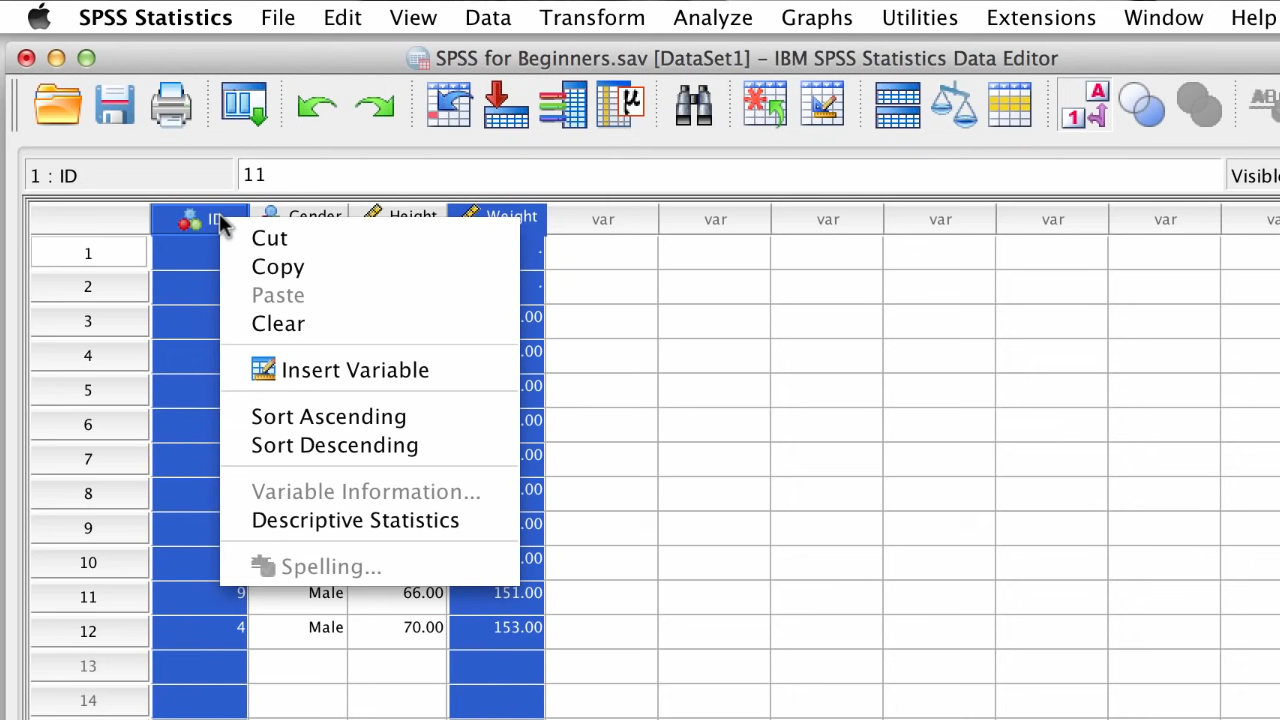 SPSS Statistics File Edit View Data Transform Analyze Graphs Utilities Extensions Window Help
SPSS for Beginners.sav [DataSet1] – IBM SPSS Statistics Data Editor
A
1
μ
1 : ID
11
ID Gender Height Weight var var var var var var
1
2
3 .00
4 .00
5 .00
6 .00
7 .00
8 .00
9 .00
10 .00
11 9 Male 66.00 151.00
12 4 Male 70.00 153.00
13
14
Cut
Copy
Paste
Clear
Insert Variable
Sort Ascending
Sort Descending
Variable Information...
Descriptive Statistics
Spelling...